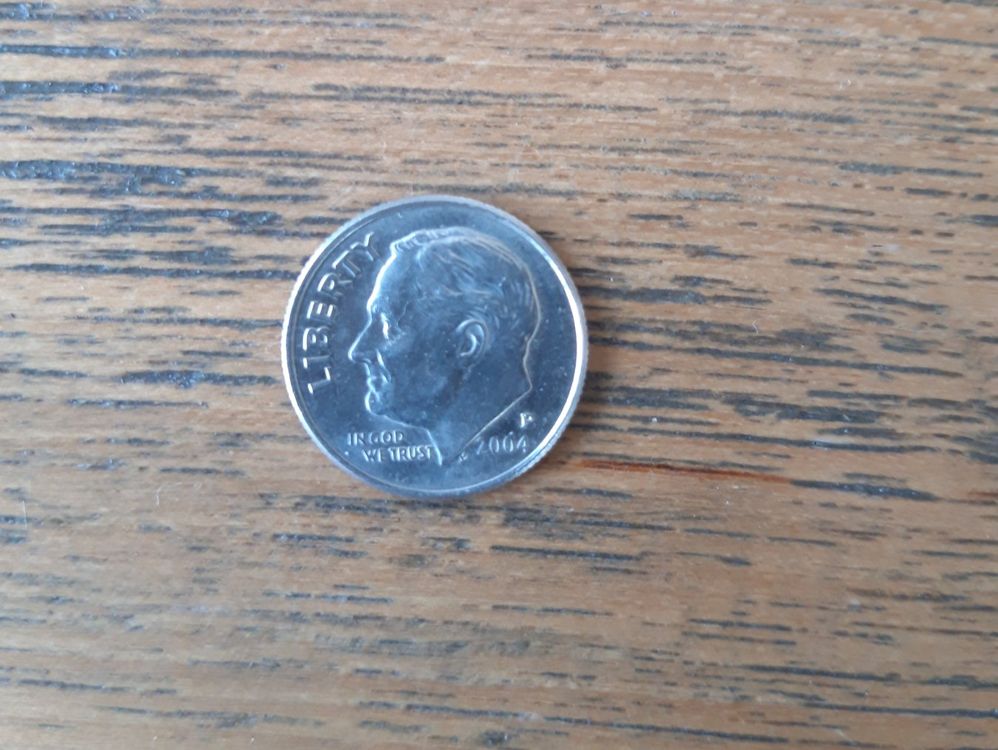 LIBERTY
IN GOD
WE TRUST
P
2004